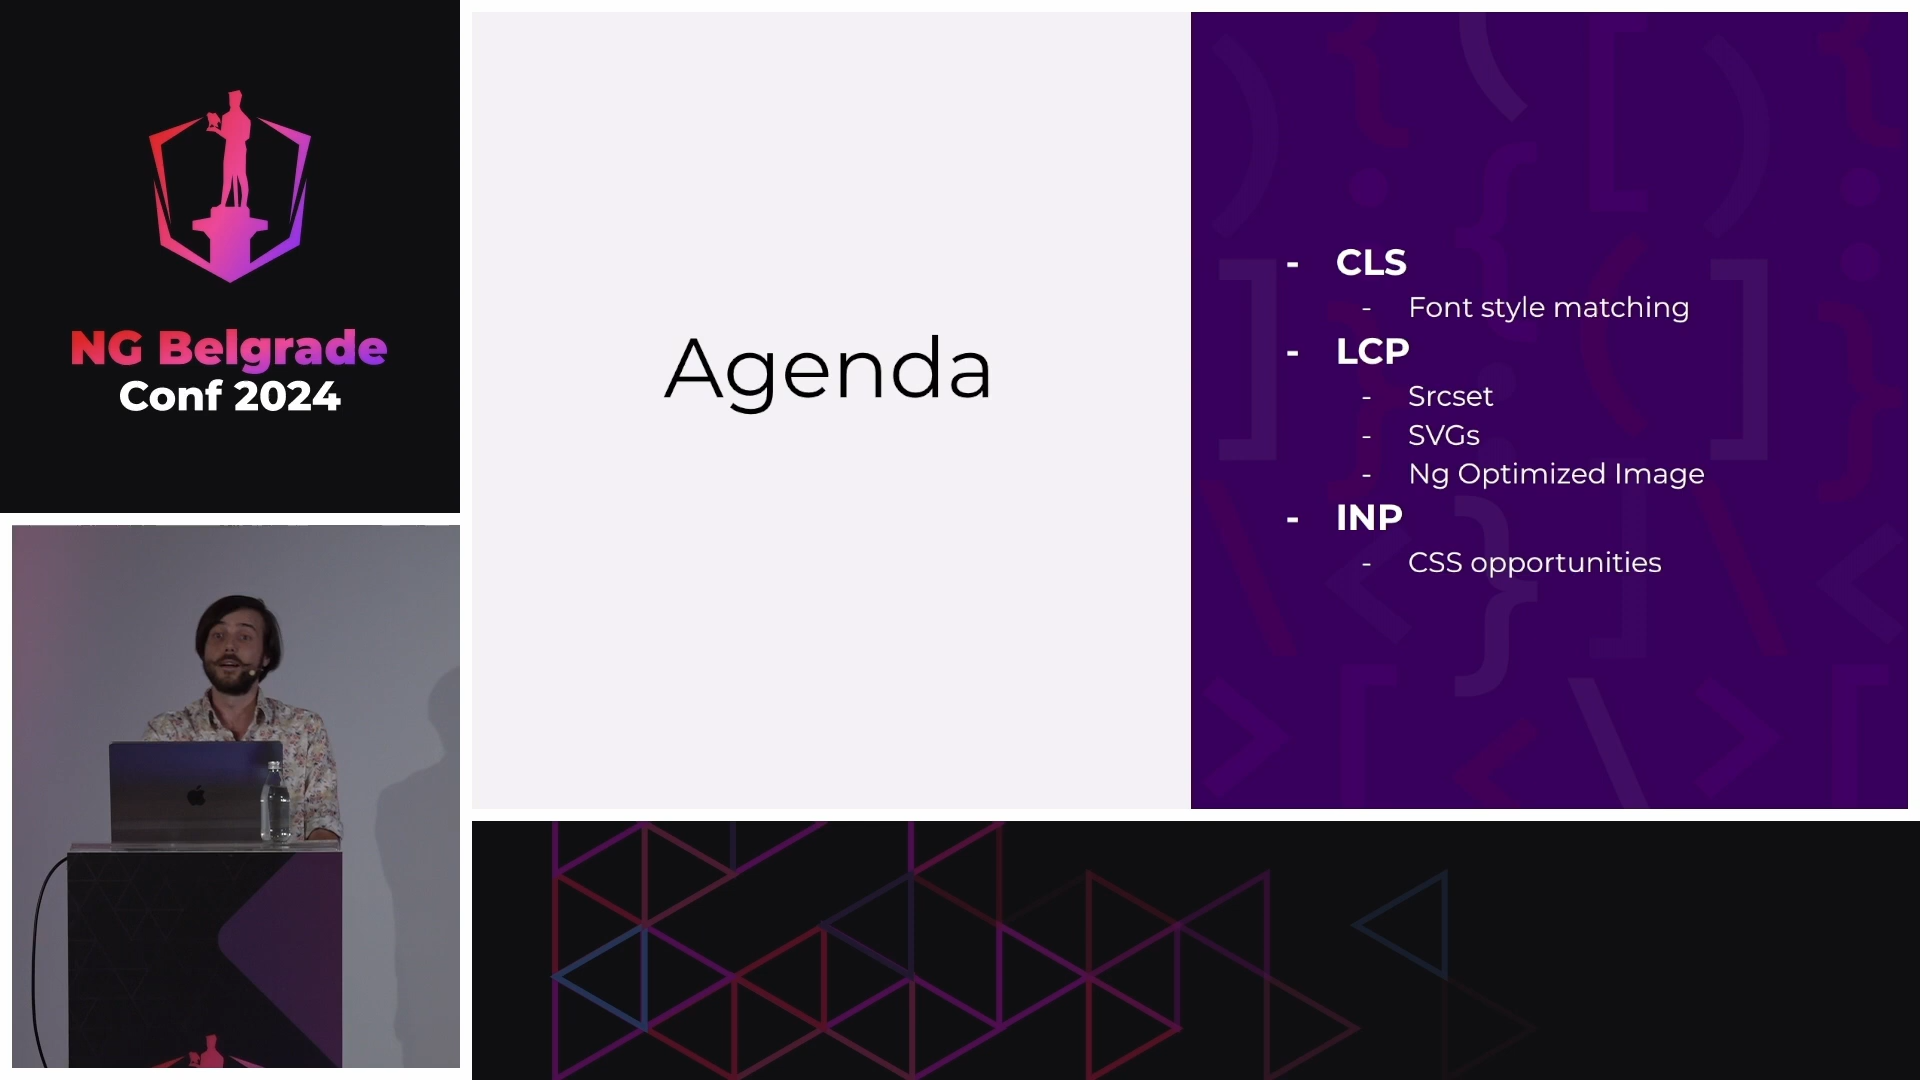 NG Belgrade
Conf 2024
Agenda
- CLS
- Font style matching
- LCP
- Srcset
- SVGs
- Ng Optimized Image
- INP
- CSS opportunities